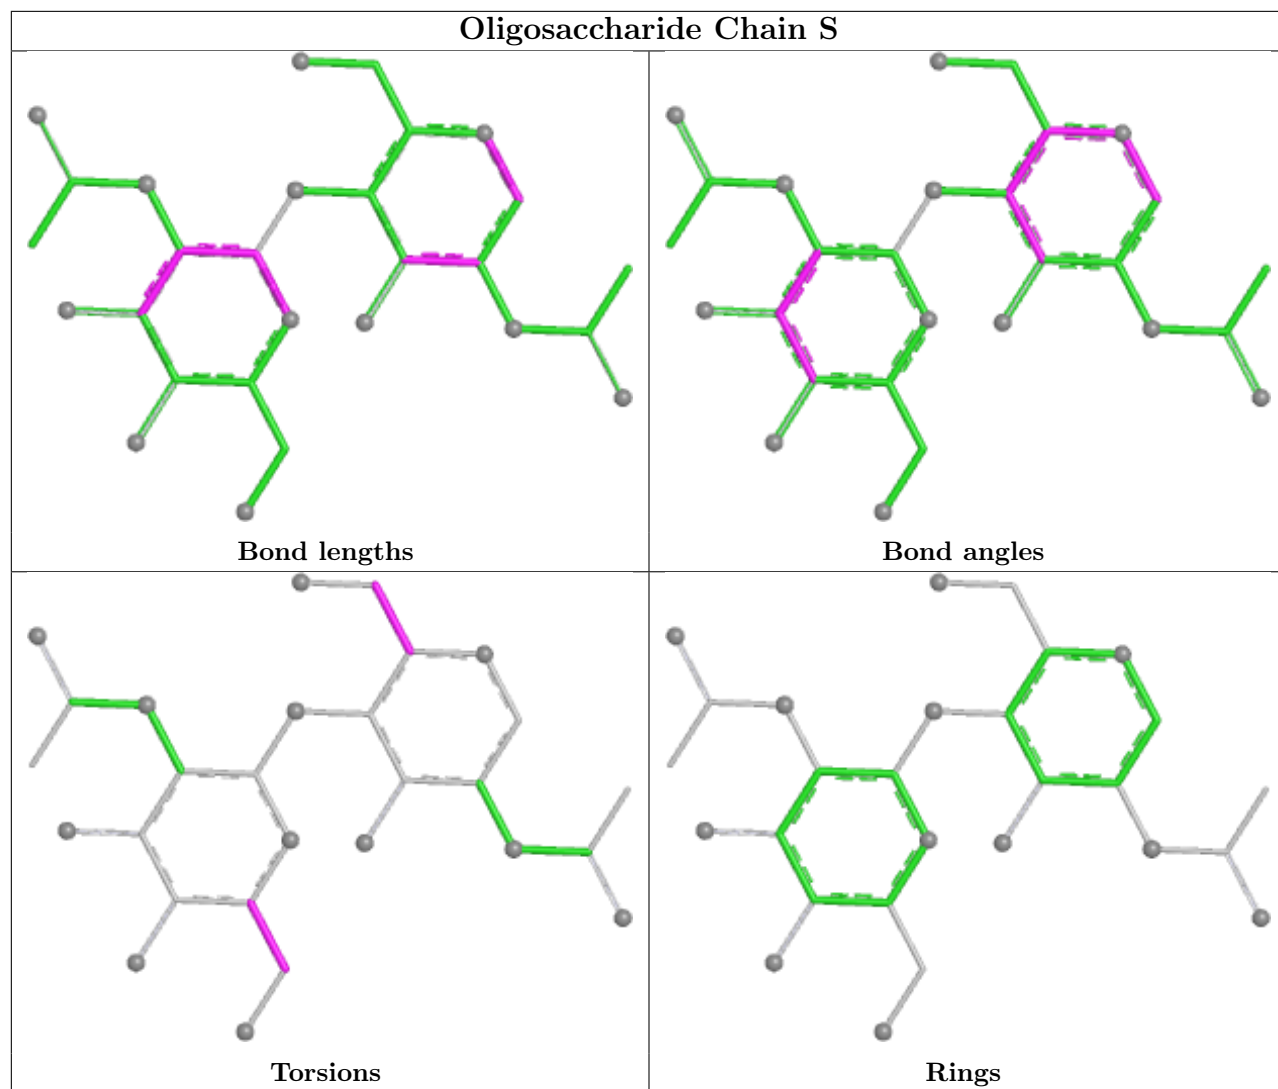 Oligosaccharide Chain S
Bond lengths
Bond angles
Torsions
Rings